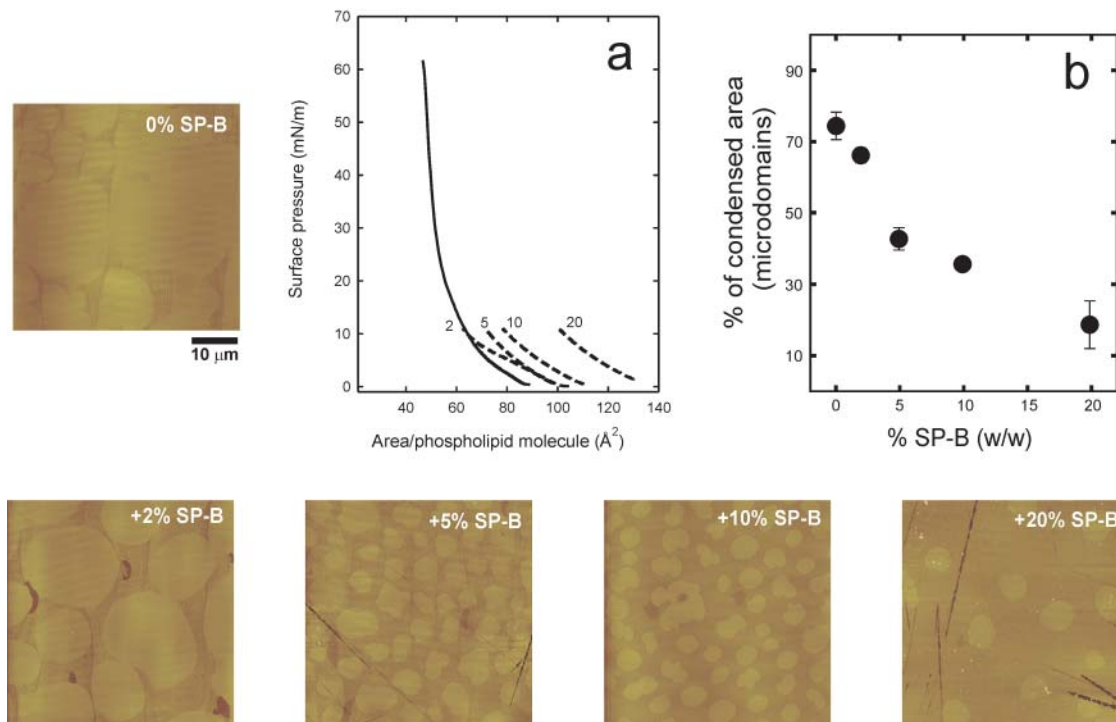 0% SP-B
10 μm
a
Surface pressure (mN/m)
70
60
50
40
30
20
10
0
2
5
10
20
40
60
80
100
120
140
Area/phospholipid molecule (Å²)
b
% of condensed area
(microdomains)
90
70
50
30
10
0
5
10
15
20
% SP-B (w/w)
+2% SP-B
+5% SP-B
+10% SP-B
+20% SP-B